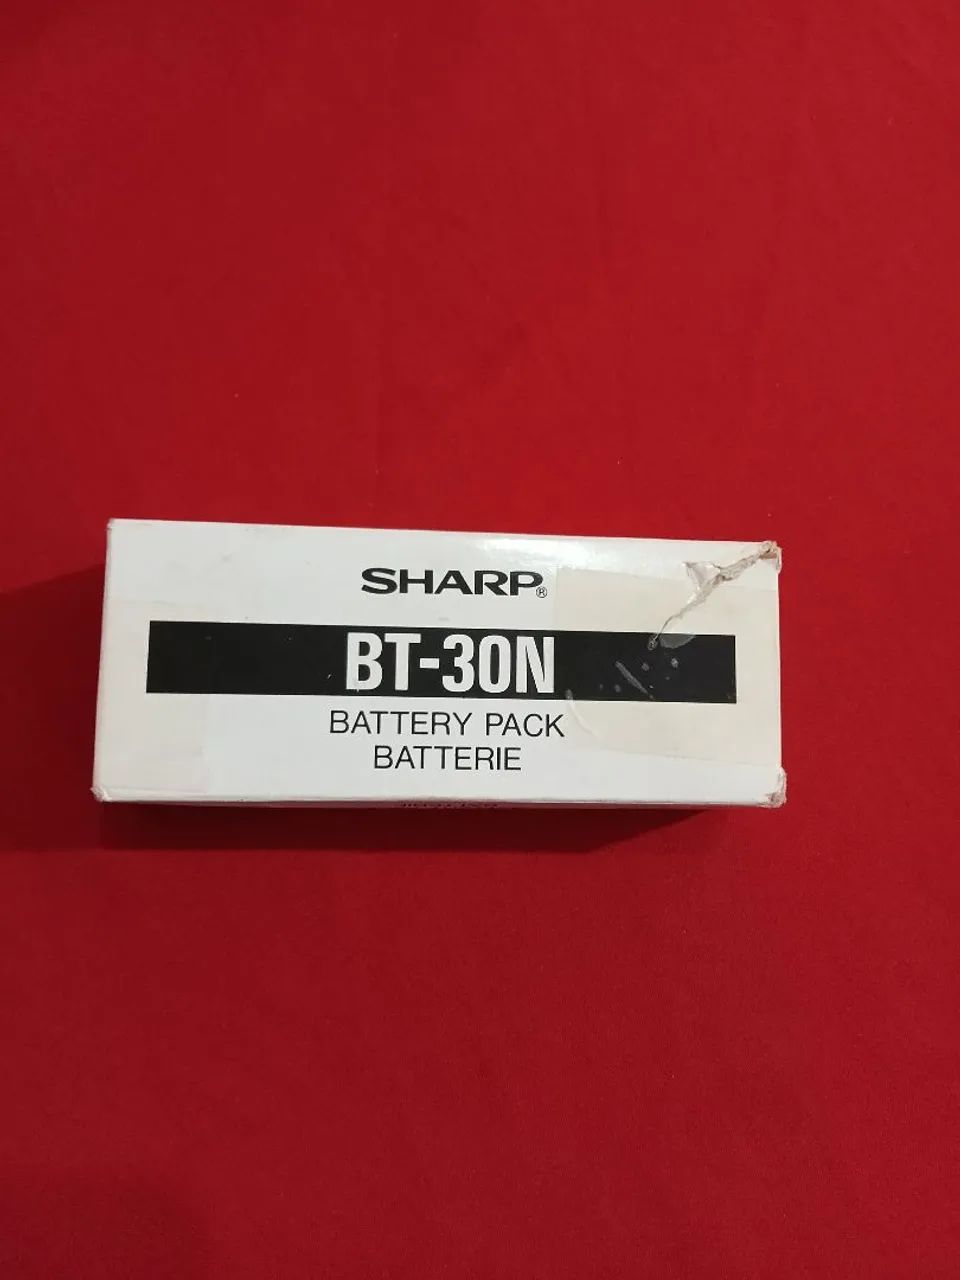 SHARP®
BT-30N
BATTERY PACK
BATTERIE